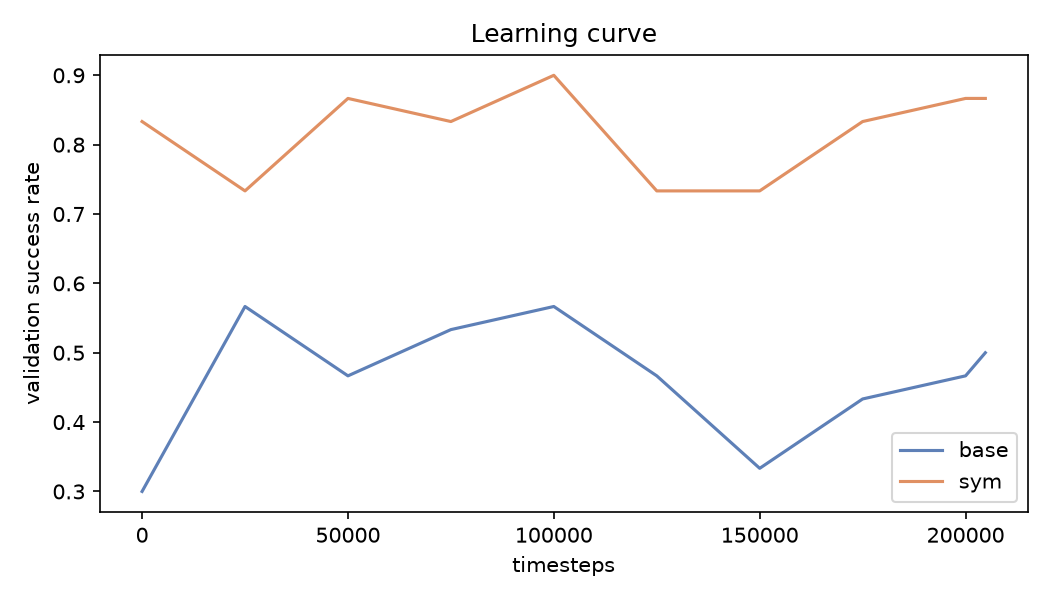 Learning curve
validation success rate
0.9
0.8
0.7
0.6
0.5
0.4
0.3
base
sym
0 50000 100000 150000 200000
timesteps